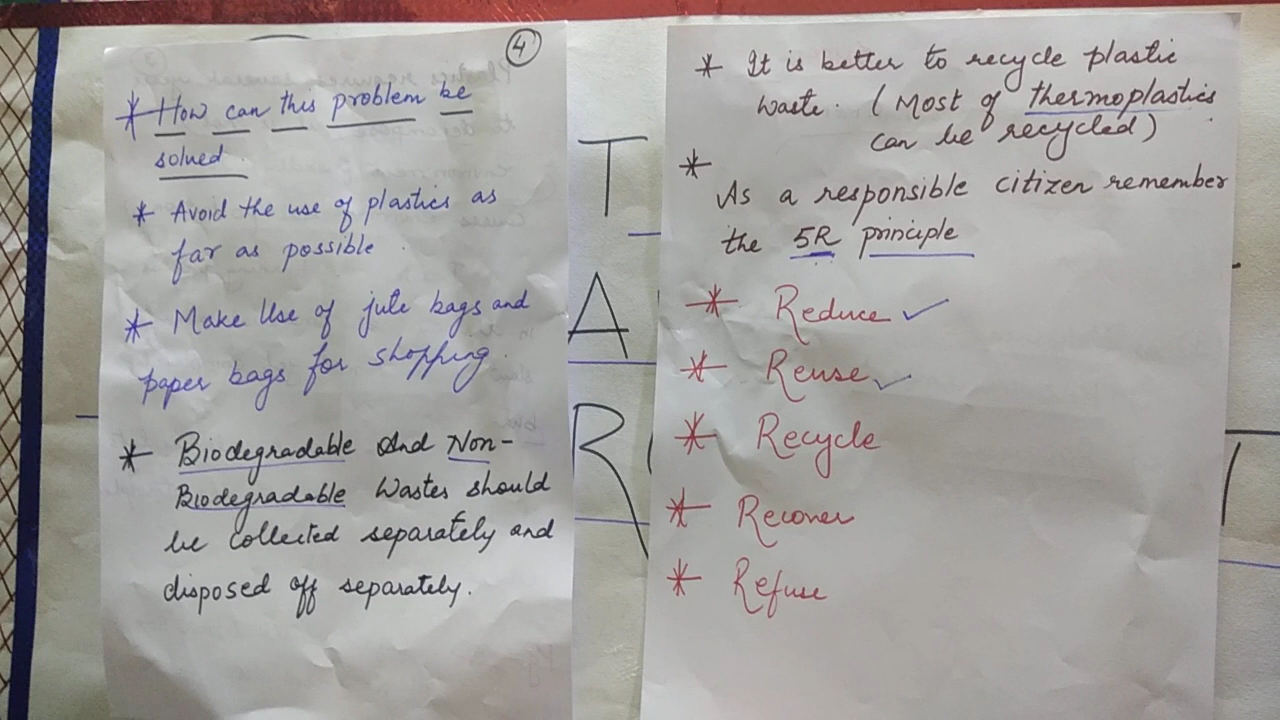 4
* How can this problem be
solved.
* Avoid the use of plastics as
far as possible.
* Make Use of jute bags and
paper bags for shopping.
* Biodegradable and Non-
Biodegradable Wastes should
be collected separately and
disposed off separately.
* It is better to recycle plastic
waste. (Most of thermoplastics
can be recycled)
*
As a responsible citizen remember
the 5R principle
* Reduce ✓
* Reuse ✓
* Recycle
* Recover
* Refuse
T
A
R